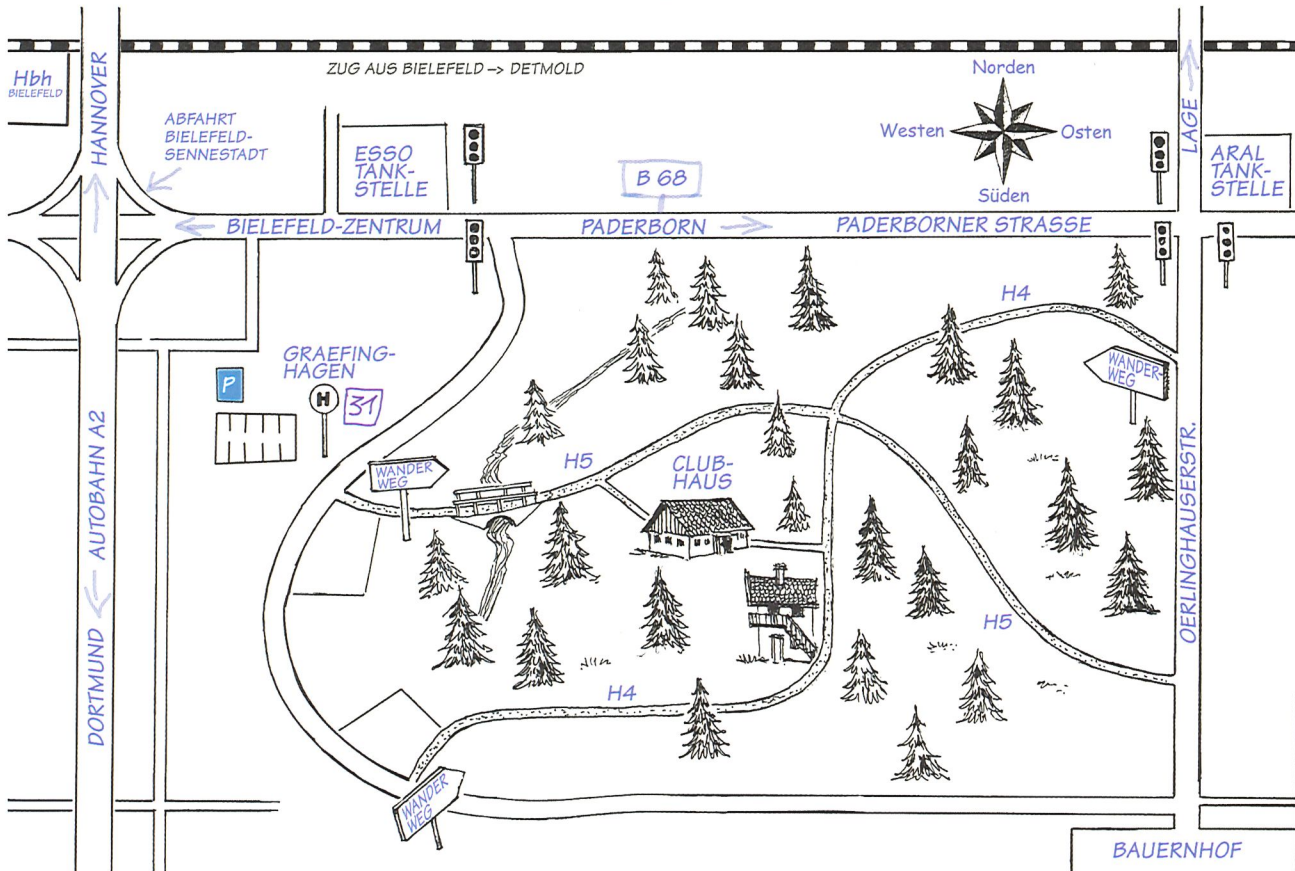 ZUG AUS BIELEFELD -> DETMOLD
Hbh
BIELEFELD
HANNOVER
ABFAHRT
BIELEFELD-
SENNESTADT
ESSO
TANK-
STELLE
B 68
Norden
Westen
Osten
Süden
LAGE
ARAL
TANK-
STELLE
BIELEFELD-ZENTRUM
PADERBORN
PADERBORNER STRASSE
H4
GRAEFING-
HAGEN
P
H
31
WANDER-
WEG
AUTOBAHN A2
WANDER
WEG
H5
CLUB-
HAUS
OERLINGHAUSERSTR.
H5
DORTMUND
H4
WANDER
WEG
BAUERNHOF